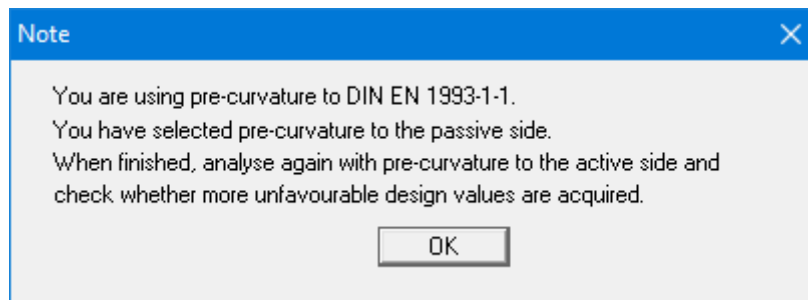 Note
You are using pre-curvature to DIN EN 1993-1-1.
You have selected pre-curvature to the passive side.
When finished, analyse again with pre-curvature to the active side and
check whether more unfavourable design values are acquired.
OK